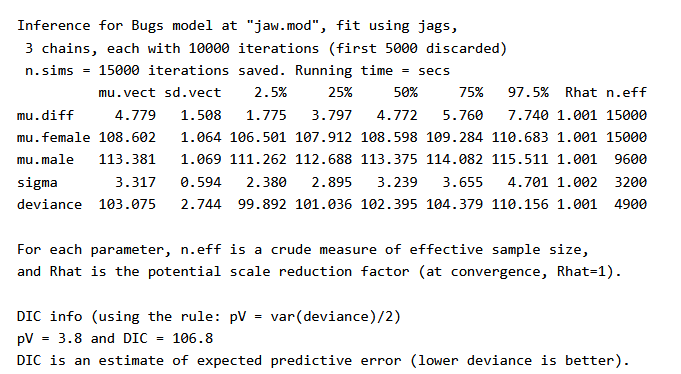 Inference for Bugs model at "jaw.mod", fit using jags,
3 chains, each with 10000 iterations (first 5000 discarded)
n.sims = 15000 iterations saved. Running time = secs
mu.vect sd.vect 2.5% 25% 50% 75% 97.5% Rhat n.eff
mu.diff 4.779 1.508 1.775 3.797 4.772 5.760 7.740 1.001 15000
mu.female 108.602 1.064 106.501 107.912 108.598 109.284 110.683 1.001 15000
mu.male 113.381 1.069 111.262 112.688 113.375 114.082 115.511 1.001 9600
sigma 3.317 0.594 2.380 2.895 3.239 3.655 4.701 1.002 3200
deviance 103.075 2.744 99.892 101.036 102.395 104.379 110.156 1.001 4900
For each parameter, n.eff is a crude measure of effective sample size,
and Rhat is the potential scale reduction factor (at convergence, Rhat=1).
DIC info (using the rule: pV = var(deviance)/2)
pV = 3.8 and DIC = 106.8
DIC is an estimate of expected predictive error (lower deviance is better).